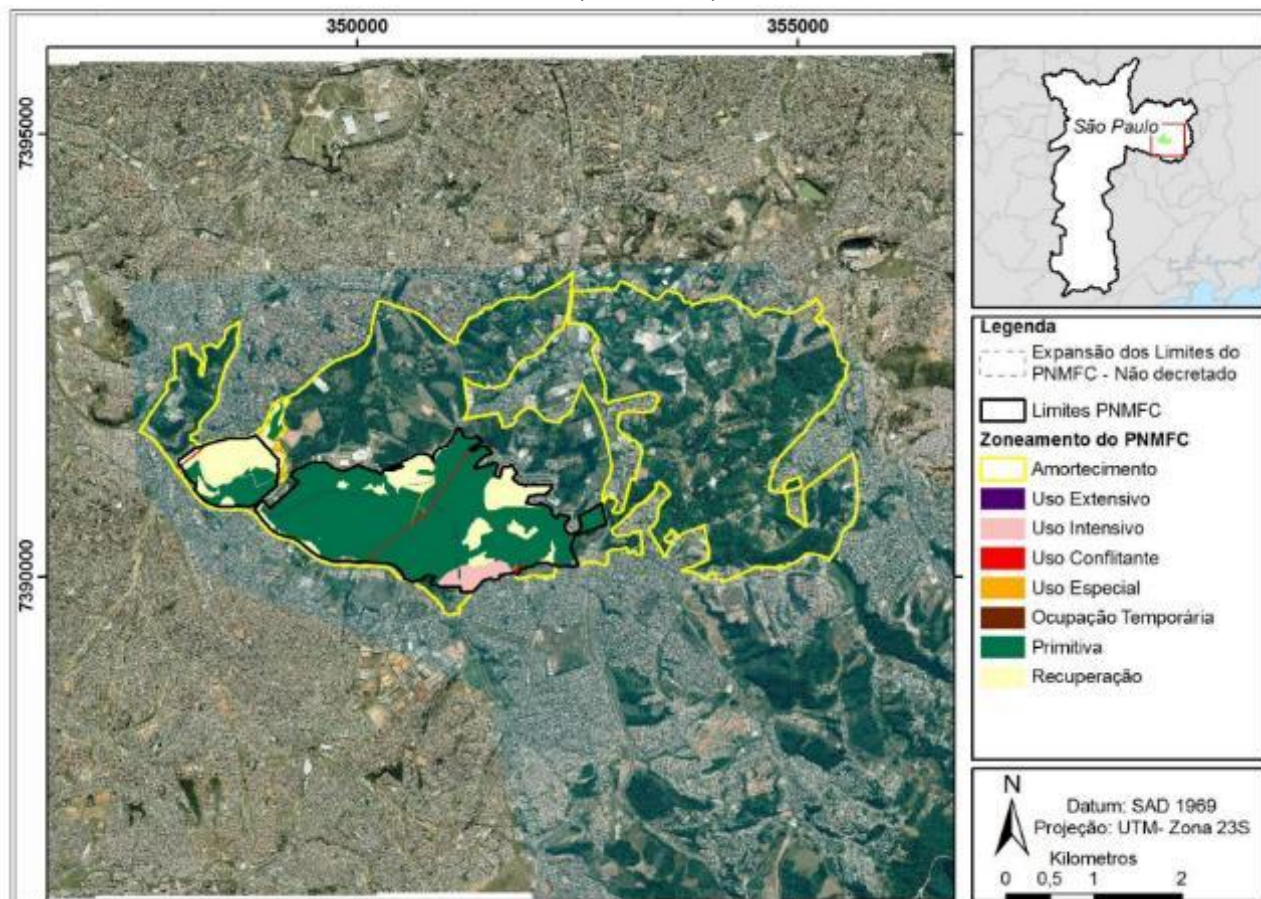 350000
355000
7395000
7390000
São Paulo
Legenda
Expansão dos Limites do
PNMFC - Não decretado
Limites PNMFC
Zoneamento do PNMFC
Amortecimento
Uso Extensivo
Uso Intensivo
Uso Conflitante
Uso Especial
Ocupação Temporária
Primitiva
Recuperação
N
Datum: SAD 1969
Projeção: UTM- Zona 23S
Kilometros
0 0,5 1 2